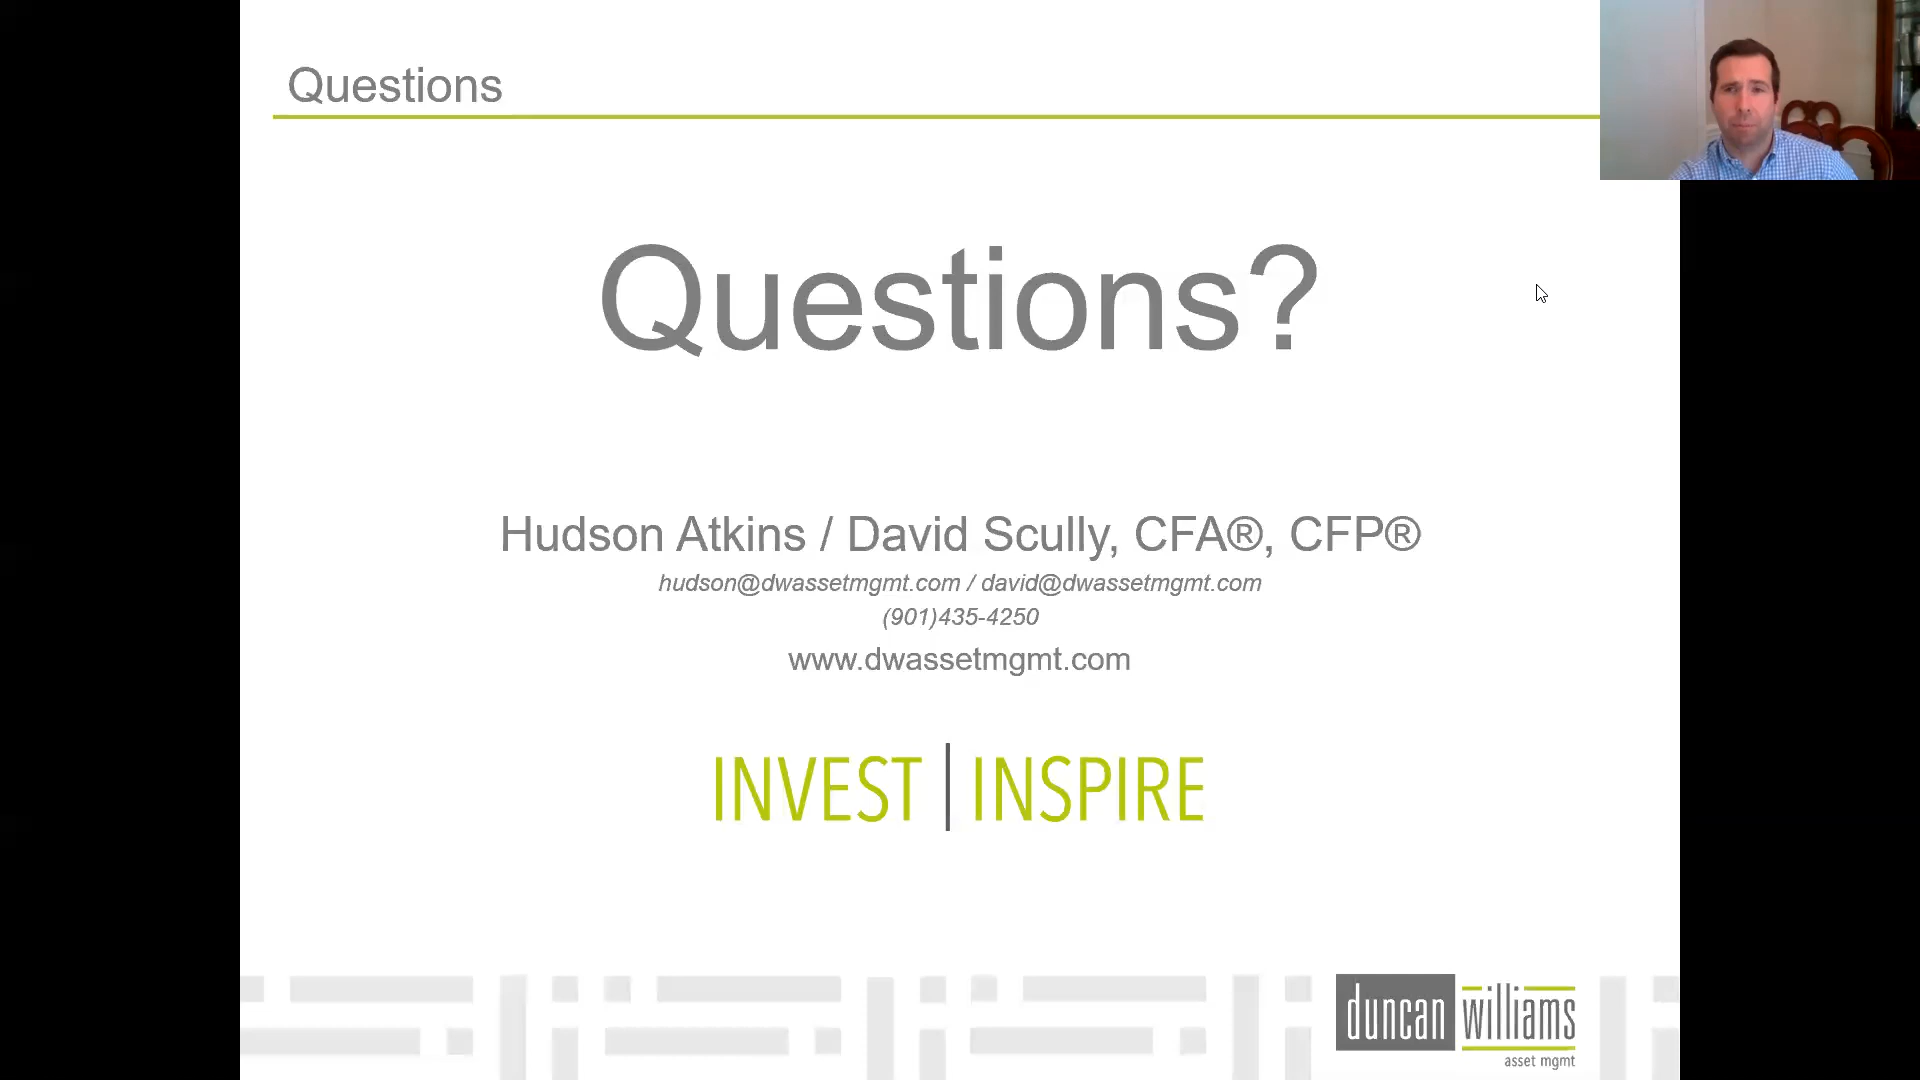 Questions
Questions?
Hudson Atkins / David Scully, CFA®, CFP®
hudson@dwassetmgmt.com / david@dwassetmgmt.com
(901)435-4250
www.dwassetmgmt.com
INVEST | INSPIRE
duncan williams
asset mgmt